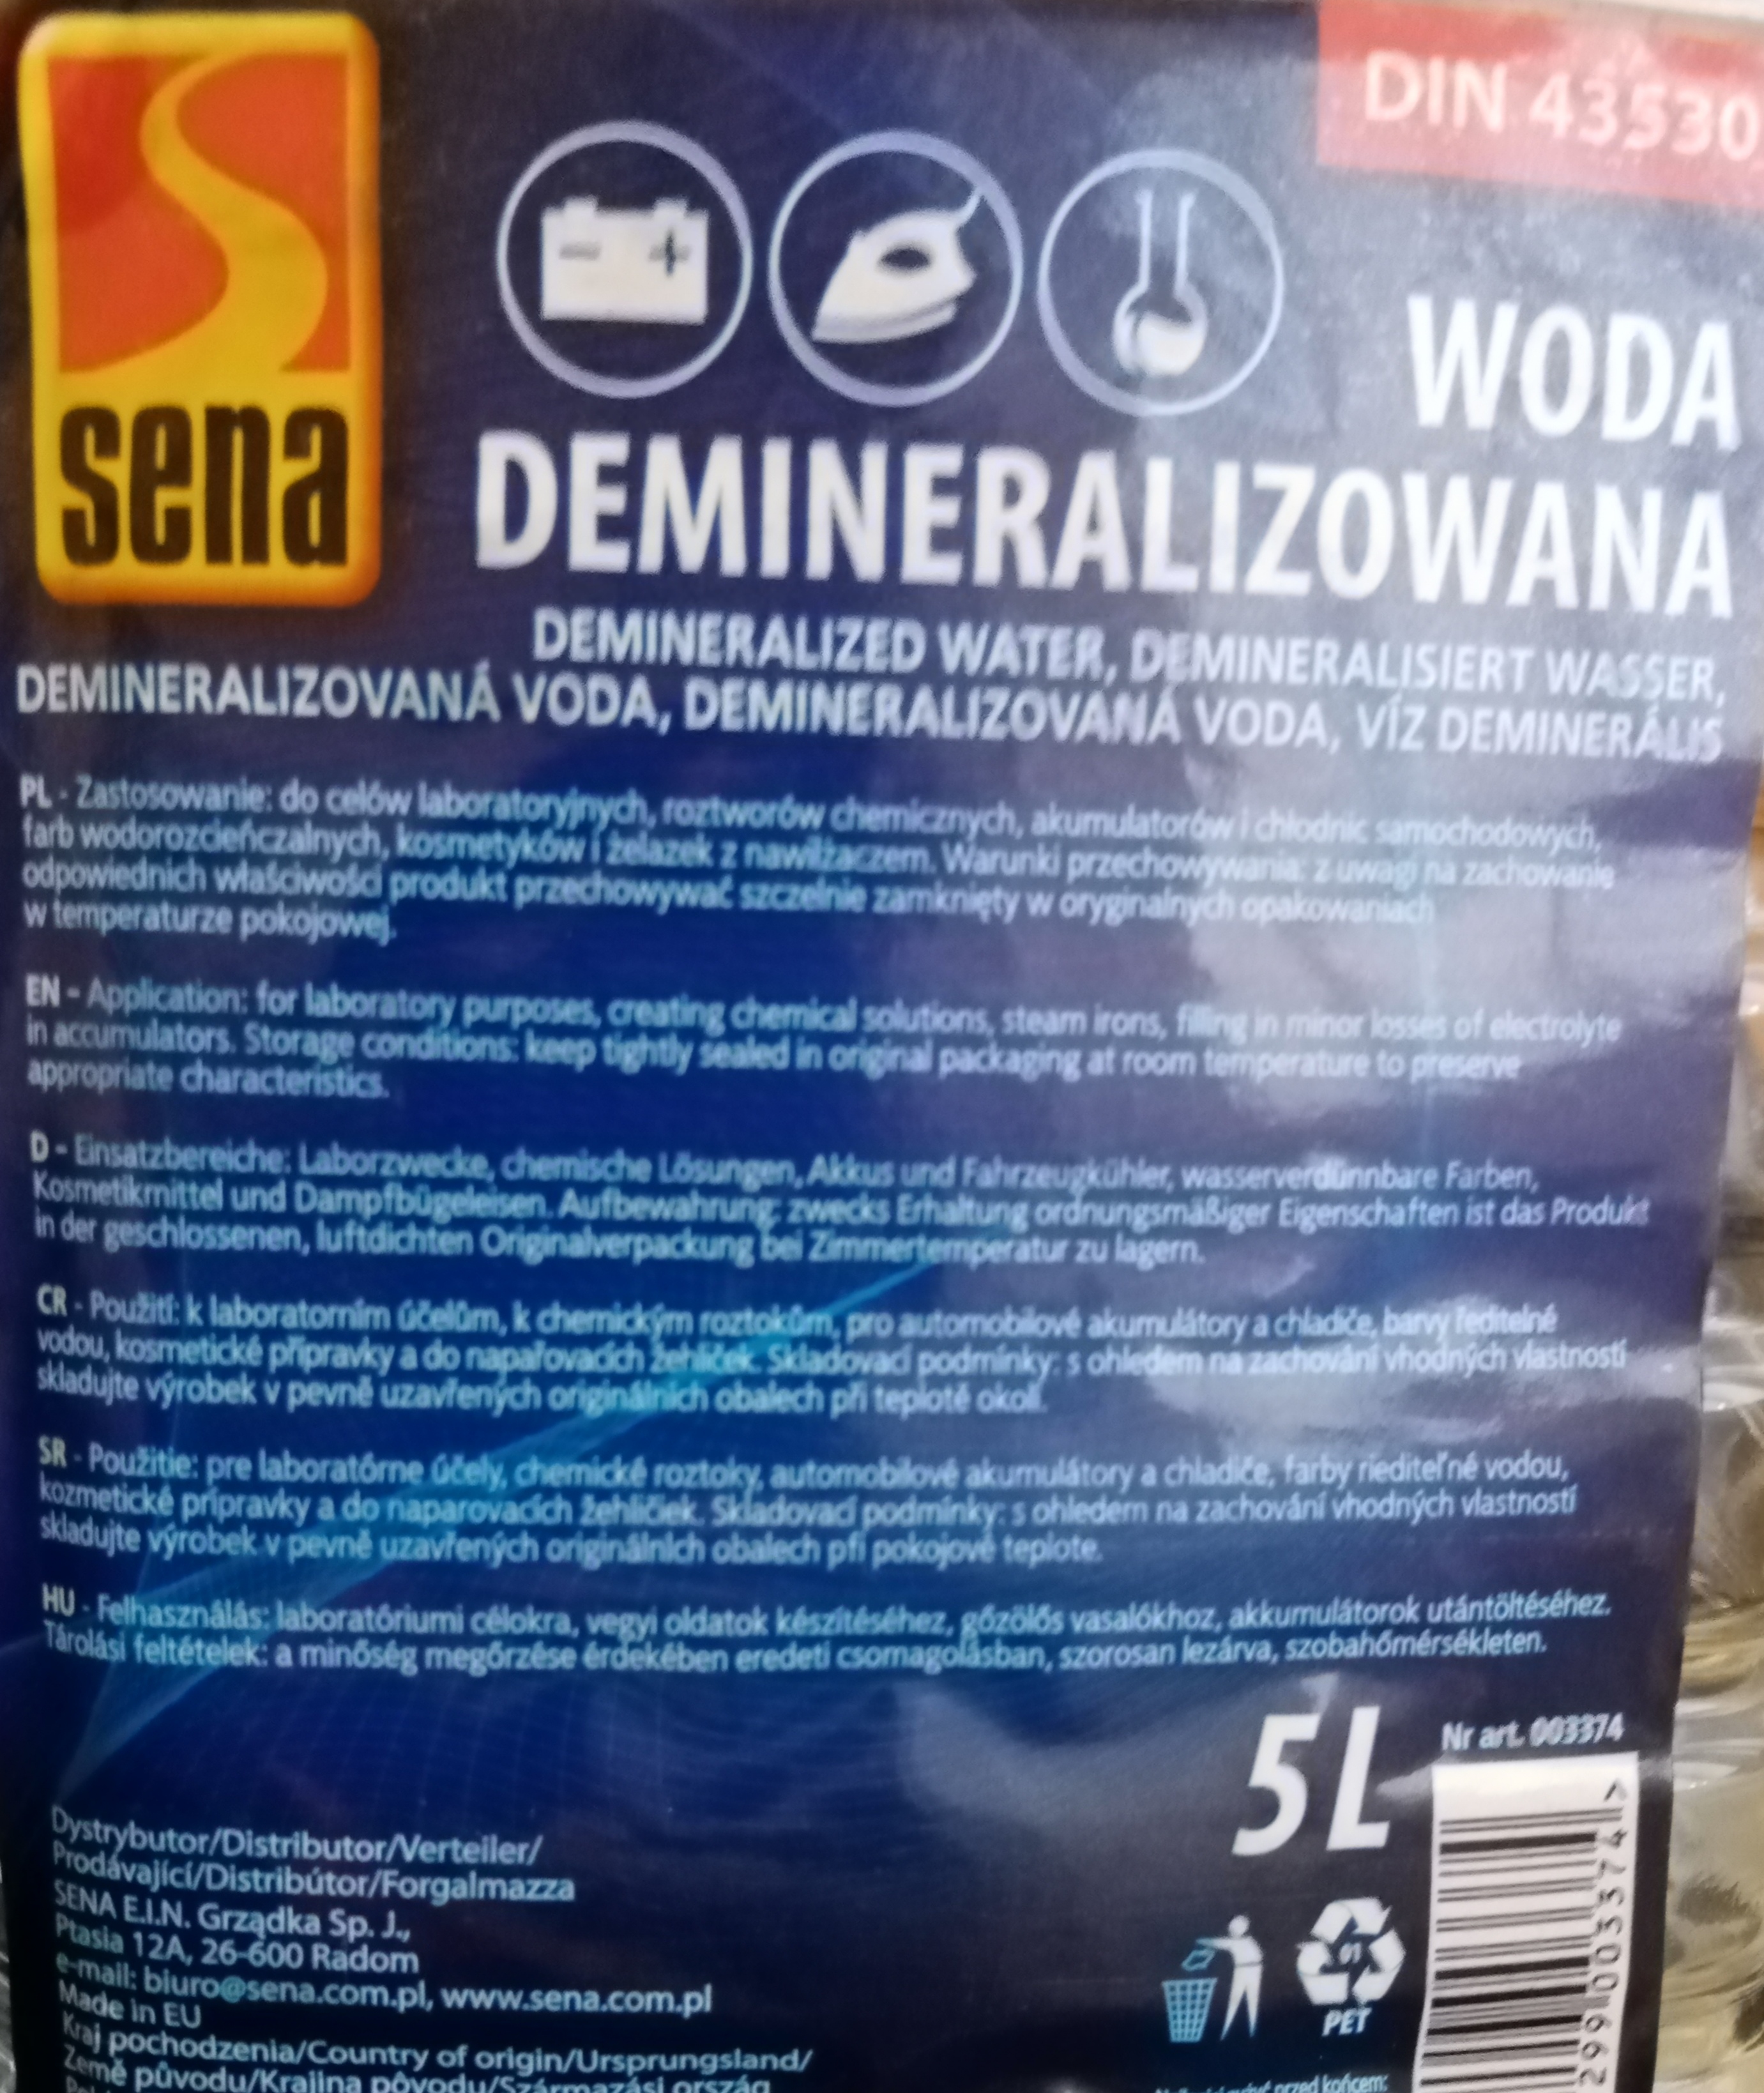 DIN 43530
sena
WODA
DEMINERALIZOWANA
DEMINERALIZED WATER, DEMINERALISIERT WASSER,
DEMINERALIZOVANÁ VODA, DEMINERALIZOVANÁ VODA, VÍZ DEMINERÁLIS
PL - Zastosowanie: do celów laboratoryjnych, roztworów chemicznych, akumulatorów i chłodnic samochodowych,
farb wodorozcieńczalnych, kosmetyków i żelazek z nawilżaczem. Warunki przechowywania: z uwagi na zachowanie
odpowiednich właściwości produkt przechowywać szczelnie zamknięty w oryginalnych opakowaniach
w temperaturze pokojowej.
EN - Application: for laboratory purposes, creating chemical solutions, steam irons, filling in minor losses of electrolyte
in accumulators. Storage conditions: keep tightly sealed in original packaging at room temperature to preserve
appropriate characteristics.
D - Einsatzbereiche: Laborzwecke, chemische Lösungen, Akkus und Fahrzeugkühler, wasserverdünnbare Farben,
Kosmetikmittel und Dampfbügeleisen. Aufbewahrung: zwecks Erhaltung ordnungsmäßiger Eigenschaften ist das Produkt
in der geschlossenen, luftdichten Originalverpackung bei Zimmertemperatur zu lagern.
CR - Použití: k laboratorním účelům, k chemickým roztokům, pro automobilové akumulátory a chladiče, barvy ředitelné
vodou, kosmetické přípravky a do napařovacích žehliček. Skladovací podmínky: s ohledem na zachování vhodných vlastností
skladujte výrobek v pevně uzavřených originálních obalech při teplotě okolí.
SR - Použitie: pre laboratórne účely, chemické roztoky, automobilové akumulátory a chladiče, farby riediteľné vodou,
kozmetické prípravky a do naparovacích žehličiek. Skladovací podmínky: s ohledem na zachování vhodných vlastností
skladujte výrobek v pevně uzavřených originálních obalech při pokojové teplote.
HU - Felhasználás: laboratóriumi célokra, vegyi oldatok készítéséhez, gőzölős vasalókhoz, akkumulátorok utántöltéséhez.
Tárolási feltételek: a minőség megőrzése érdekében eredeti csomagolásban, szorosan lezárva, szobahőmérsékleten.
5L
Nr art. 003374
Dystrybutor/Distributor/Verteiler/
Prodávající/Distribútor/Forgalmazza
SENA E.I.N. Grządka Sp. J.,
Ptasia 12A, 26-600 Radom
e-mail: biuro@sena.com.pl, www.sena.com.pl
Made in EU
Kraj pochodzenia/Country of origin/Ursprungsland/
Země původu/Krajina pôvodu/Származási ország
01
PET
299 003374 >
przed końcem: